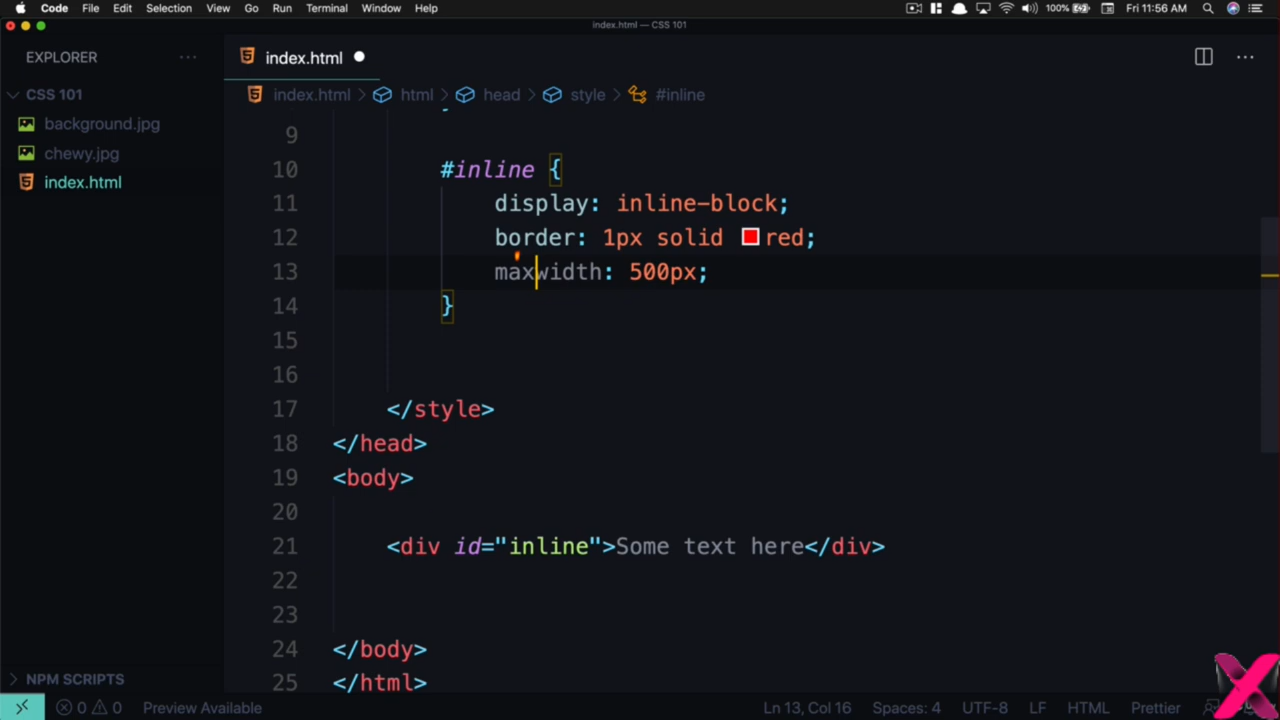 Code File Edit Selection View Go Run Terminal Window Help 100% Fri 11:56 AM
index.html — CSS 101
EXPLORER ... index.html ...
CSS 101 index.html > html > head > style > #inline
background.jpg
chewy.jpg
index.html
9
10 #inline {
11 display: inline-block;
12 border: 1px solid red;
13 maxwidth: 500px;
14 }
15
16
17 </style>
18 </head>
19 <body>
20
21 <div id="inline">Some text here</div>
22
23
24 </body>
25 </html>
NPM SCRIPTS
0 0 Preview Available Ln 13, Col 16 Spaces: 4 UTF-8 LF HTML Prettier